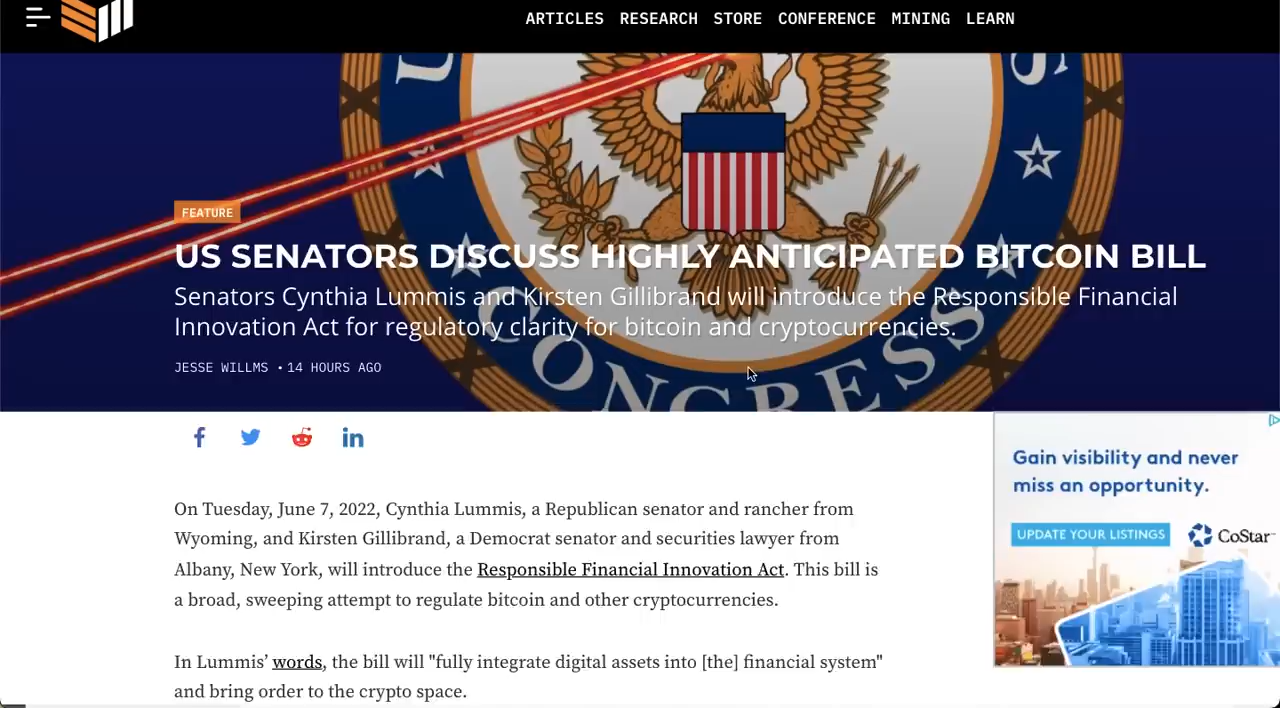 ARTICLES RESEARCH STORE CONFERENCE MINING LEARN
FEATURE
US SENATORS DISCUSS HIGHLY ANTICIPATED BITCOIN BILL
Senators Cynthia Lummis and Kirsten Gillibrand will introduce the Responsible Financial
Innovation Act for regulatory clarity for bitcoin and cryptocurrencies.
JESSE WILLMS • 14 HOURS AGO
CONGRESS
Gain visibility and never
miss an opportunity.
UPDATE YOUR LISTINGS
CoStar™
On Tuesday, June 7, 2022, Cynthia Lummis, a Republican senator and rancher from
Wyoming, and Kirsten Gillibrand, a Democrat senator and securities lawyer from
Albany, New York, will introduce the Responsible Financial Innovation Act. This bill is
a broad, sweeping attempt to regulate bitcoin and other cryptocurrencies.
In Lummis’ words, the bill will "fully integrate digital assets into [the] financial system"
and bring order to the crypto space.